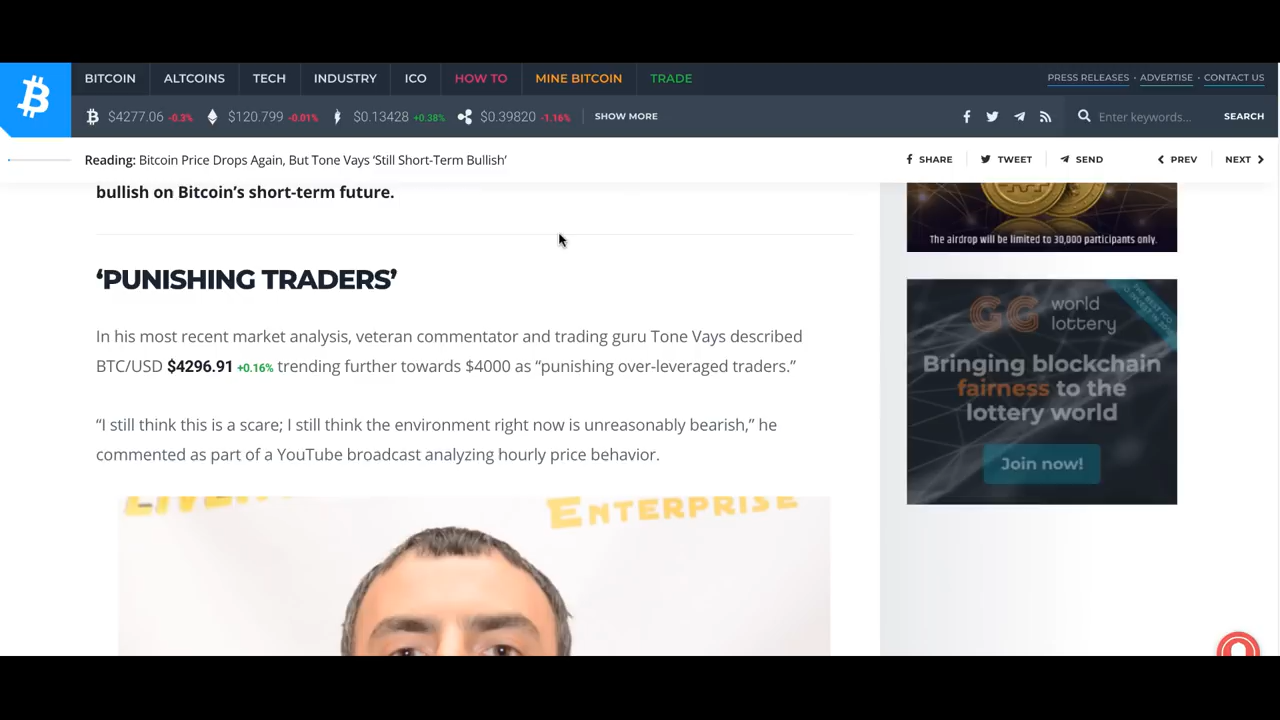 BITCOIN ALTCOINS TECH INDUSTRY ICO HOW TO MINE BITCOIN TRADE PRESS RELEASES · ADVERTISE · CONTACT US
$4277.06 -0.3% $120.799 -0.01% $0.13428 +0.38% $0.39820 -1.16% SHOW MORE Enter keywords... SEARCH
Reading: Bitcoin Price Drops Again, But Tone Vays ‘Still Short-Term Bullish’ SHARE TWEET SEND PREV NEXT
bullish on Bitcoin’s short-term future.
‘PUNISHING TRADERS’
In his most recent market analysis, veteran commentator and trading guru Tone Vays described
BTC/USD $4296.91 +0.16% trending further towards $4000 as “punishing over-leveraged traders.”
“I still think this is a scare; I still think the environment right now is unreasonably bearish,” he
commented as part of a YouTube broadcast analyzing hourly price behavior.
ENTERPRISE
The airdrop will be limited to 30,000 participants only.
GG world
lottery
Bringing blockchain
fairness to the
lottery world
Join now!